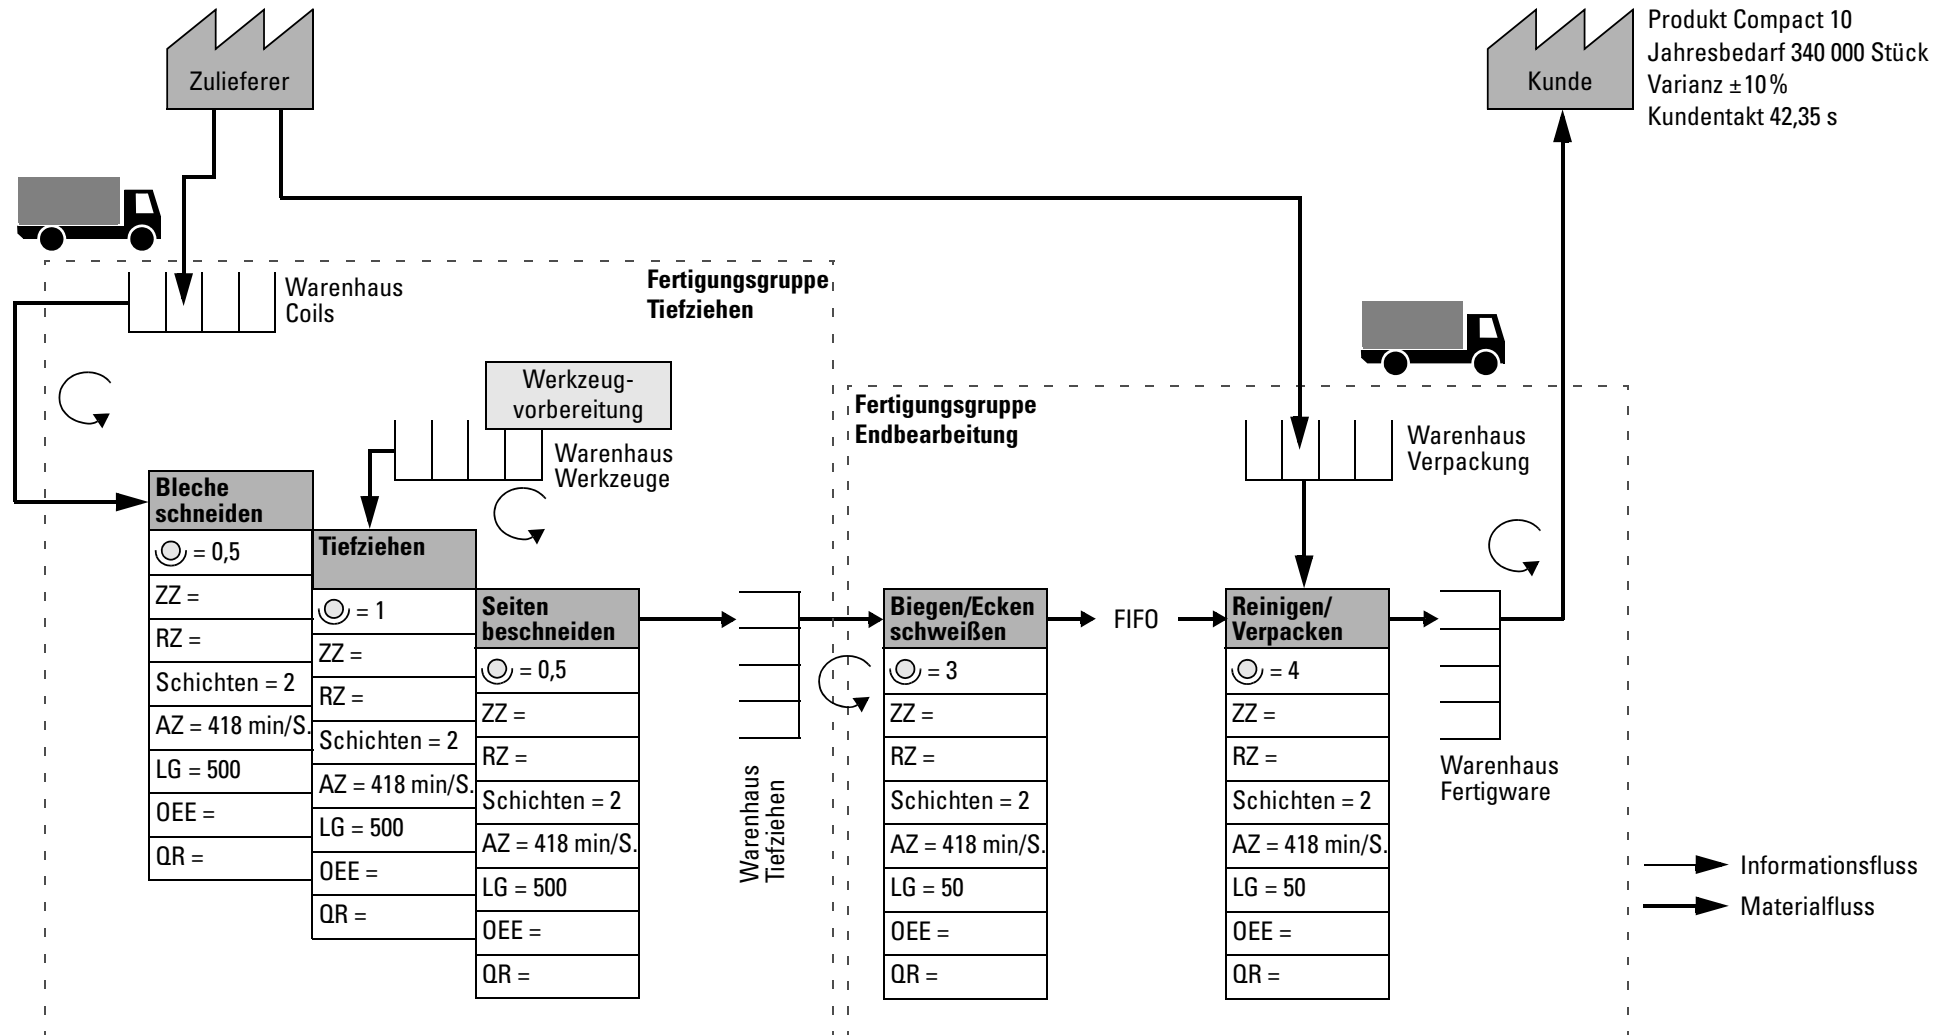 Zulieferer
Kunde
Produkt Compact 10
Jahresbedarf 340 000 Stück
Varianz ±10%
Kundentakt 42,35 s
Warenhaus
Coils
Fertigungsgruppe
Tiefziehen
Werkzeug-
vorbereitung
Warenhaus
Werkzeuge
Fertigungsgruppe
Endbearbeitung
Warenhaus
Verpackung
Bleche
schneiden
= 0,5
ZZ =
RZ =
Schichten = 2
AZ = 418 min/S.
LG = 500
OEE =
QR =
Tiefziehen
= 1
ZZ =
RZ =
Schichten = 2
AZ = 418 min/S.
LG = 500
OEE =
QR =
Seiten
beschneiden
= 0,5
ZZ =
RZ =
Schichten = 2
AZ = 418 min/S.
LG = 500
OEE =
QR =
Warenhaus
Tiefziehen
Biegen/Ecken
schweißen
= 3
ZZ =
RZ =
Schichten = 2
AZ = 418 min/S.
LG = 50
OEE =
QR =
FIFO
Reinigen/
Verpacken
= 4
ZZ =
RZ =
Schichten = 2
AZ = 418 min/S.
LG = 50
OEE =
QR =
Warenhaus
Fertigware
Informationsfluss
Materialfluss